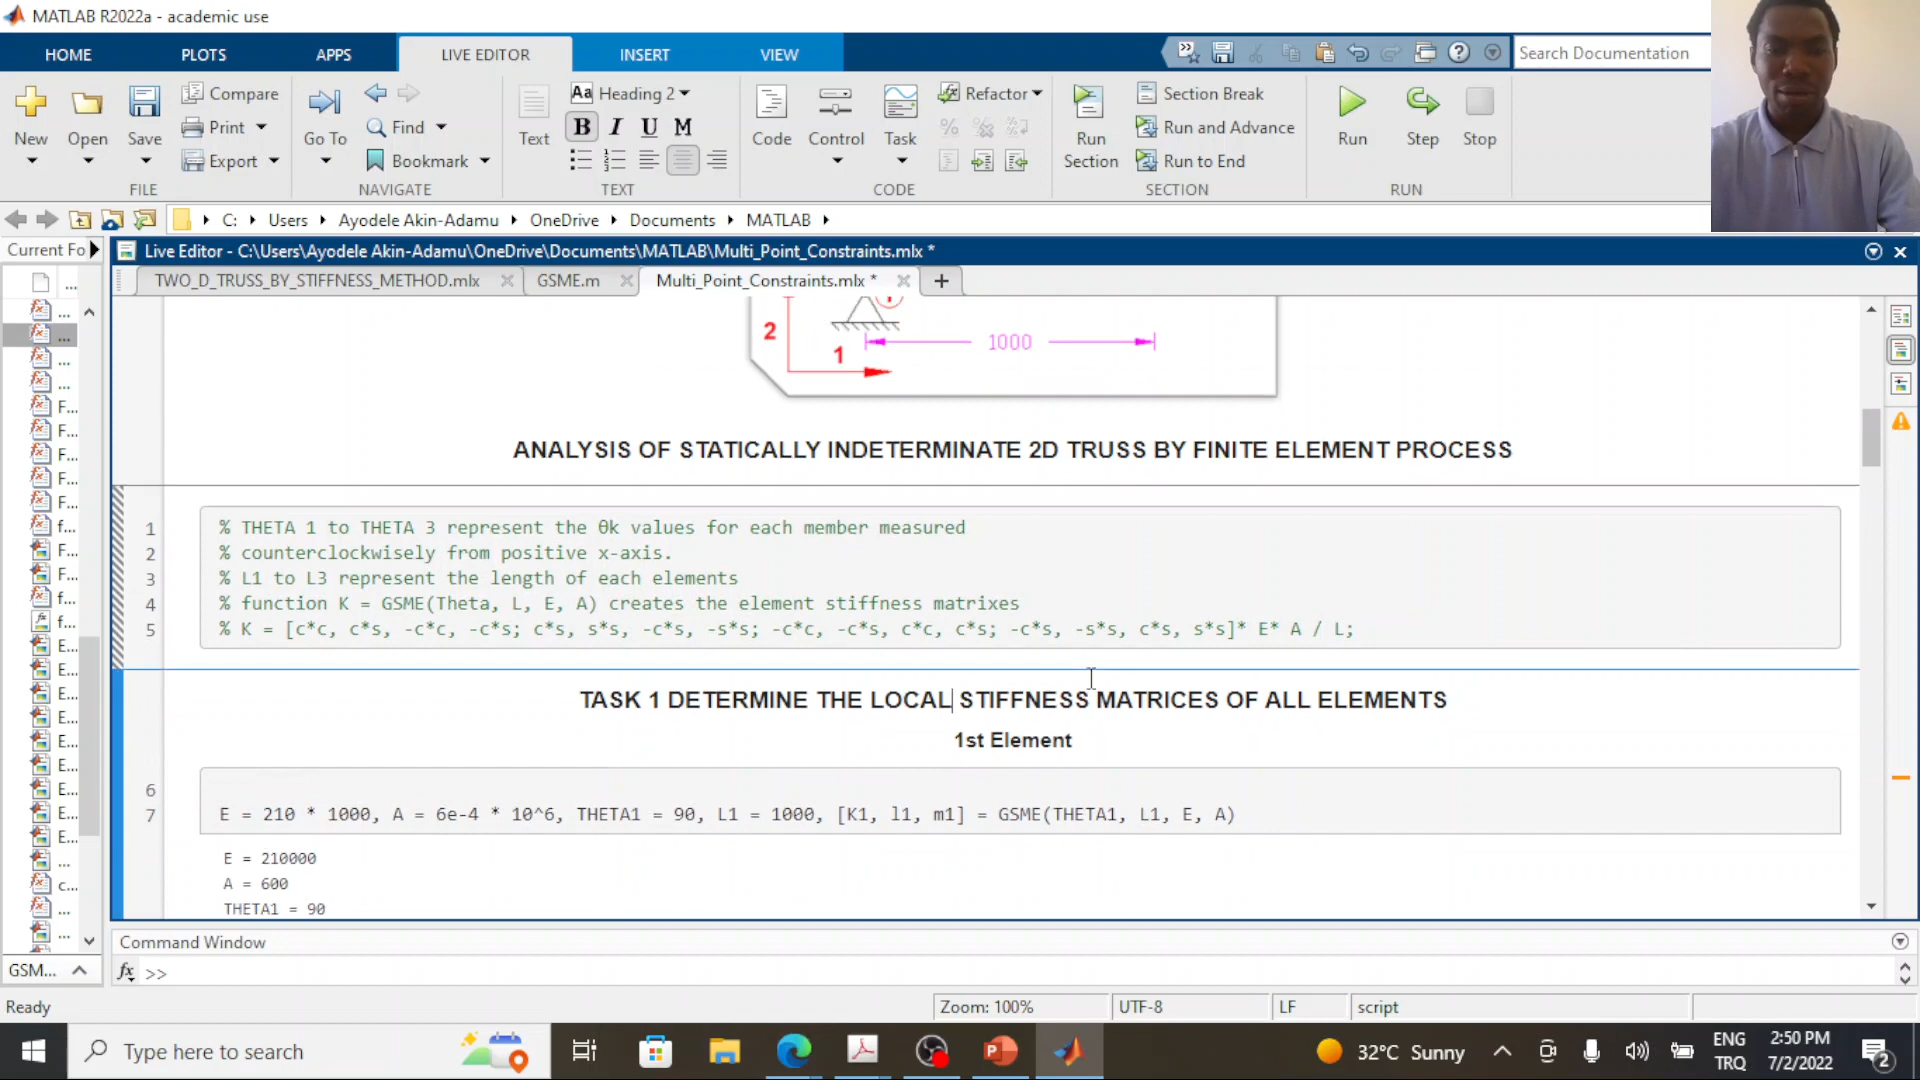 MATLAB R2022a - academic use
HOME PLOTS APPS LIVE EDITOR INSERT VIEW
Search Documentation
New Open Save Compare Print Export
FILE
Go To Find Bookmark
NAVIGATE
Text Aa Heading 2 B I U M
TEXT
Code Control Task Refactor
CODE
Run Section Section Break Run and Advance Run to End
SECTION
Run Step Stop
RUN
C: Users Ayodele Akin-Adamu OneDrive Documents MATLAB
Current Fo
Live Editor - C:\Users\Ayodele Akin-Adamu\OneDrive\Documents\MATLAB\Multi_Point_Constraints.mlx *
TWO_D_TRUSS_BY_STIFFNESS_METHOD.mlx GSME.m Multi_Point_Constraints.mlx *
2
1
1000
ANALYSIS OF STATICALLY INDETERMINATE 2D TRUSS BY FINITE ELEMENT PROCESS
1 % THETA 1 to THETA 3 represent the θk values for each member measured
2 % counterclockwisely from positive x-axis.
3 % L1 to L3 represent the length of each elements
4 % function K = GSME(Theta, L, E, A) creates the element stiffness matrixes
5 % K = [c*c, c*s, -c*c, -c*s; c*s, s*s, -c*s, -s*s; -c*c, -c*s, c*c, c*s; -c*s, -s*s, c*s, s*s]* E* A / L;
TASK 1 DETERMINE THE LOCAL STIFFNESS MATRICES OF ALL ELEMENTS
1st Element
6
7 E = 210 * 1000, A = 6e-4 * 10^6, THETA1 = 90, L1 = 1000, [K1, l1, m1] = GSME(THETA1, L1, E, A)
E = 210000
A = 600
THETA1 = 90
Command Window
fx >>
GSM...
Ready
Zoom: 100% UTF-8 LF script
Type here to search
32°C Sunny
ENG
TRQ
2:50 PM
7/2/2022
2